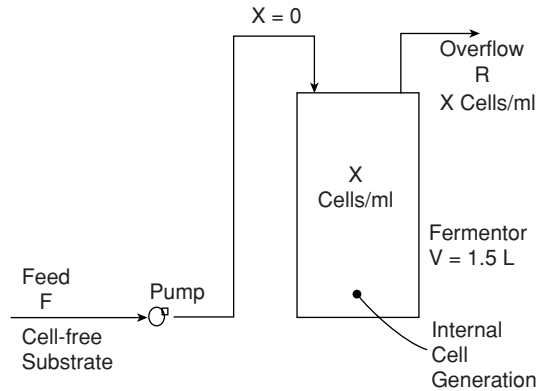 X = 0
Overflow
R
X Cells/ml
X
Cells/ml
Fermentor
V = 1.5 L
Feed
F
Pump
Cell-free
Substrate
Internal
Cell
Generation